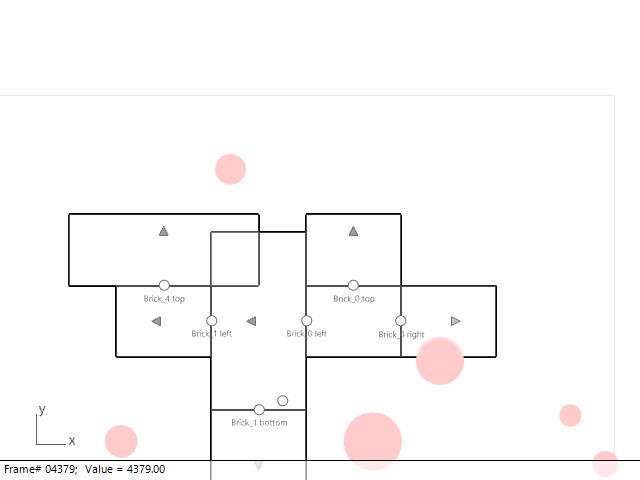 Brick_4 top
Brick_0 top
Brick_1 left
Brick_0 left
Brick_0 right
Brick_1 bottom
y
x
Frame# 04379; Value = 4379.00